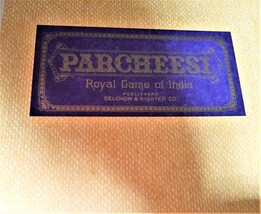 PARCHEESI
Royal Game of India
PUBLISHERS
SELCHOW & RIGHTER CO.